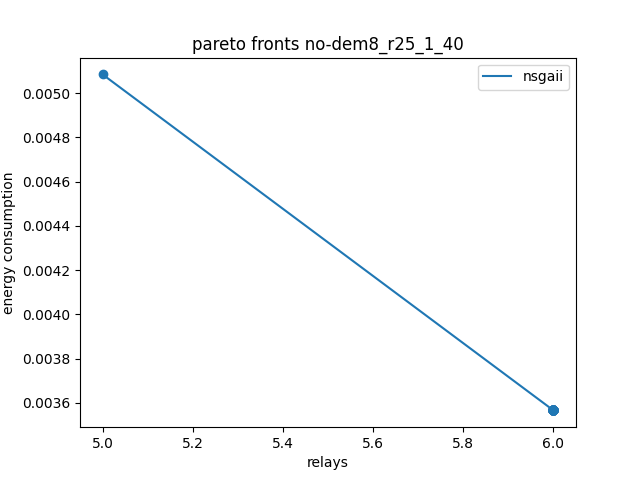 pareto fronts no-dem8_r25_1_40
nsgaii
energy consumption
0.0050
0.0048
0.0046
0.0044
0.0042
0.0040
0.0038
0.0036
5.0 5.2 5.4 5.6 5.8 6.0
relays